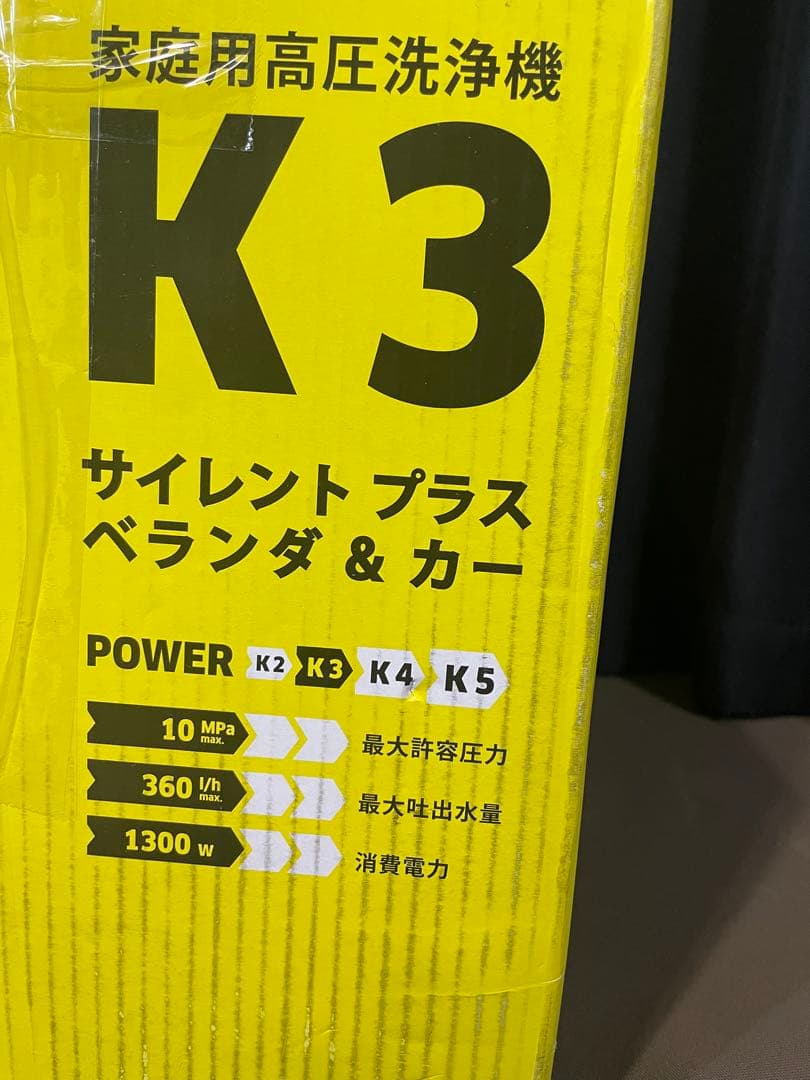 家庭用高圧洗浄機
K 3
サイレント プラス
ベランダ & カー
POWER K2 K3 K4 K5
10 MPa max. 最大許容圧力
360 l/h max. 最大吐出水量
1300 W 消費電力